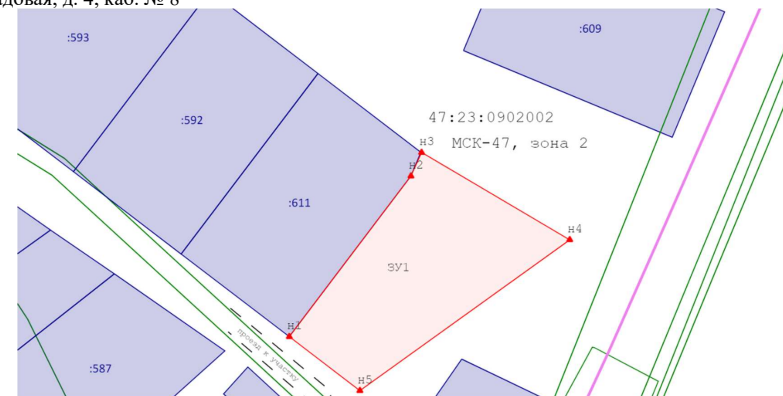 довая, д. 4, каб. № 8
:593
:609
:592
47:23:0902002
н3 МСК-47, зона 2
н2
:611
н4
ЗУ1
н1
проезд к участку
:587
н5